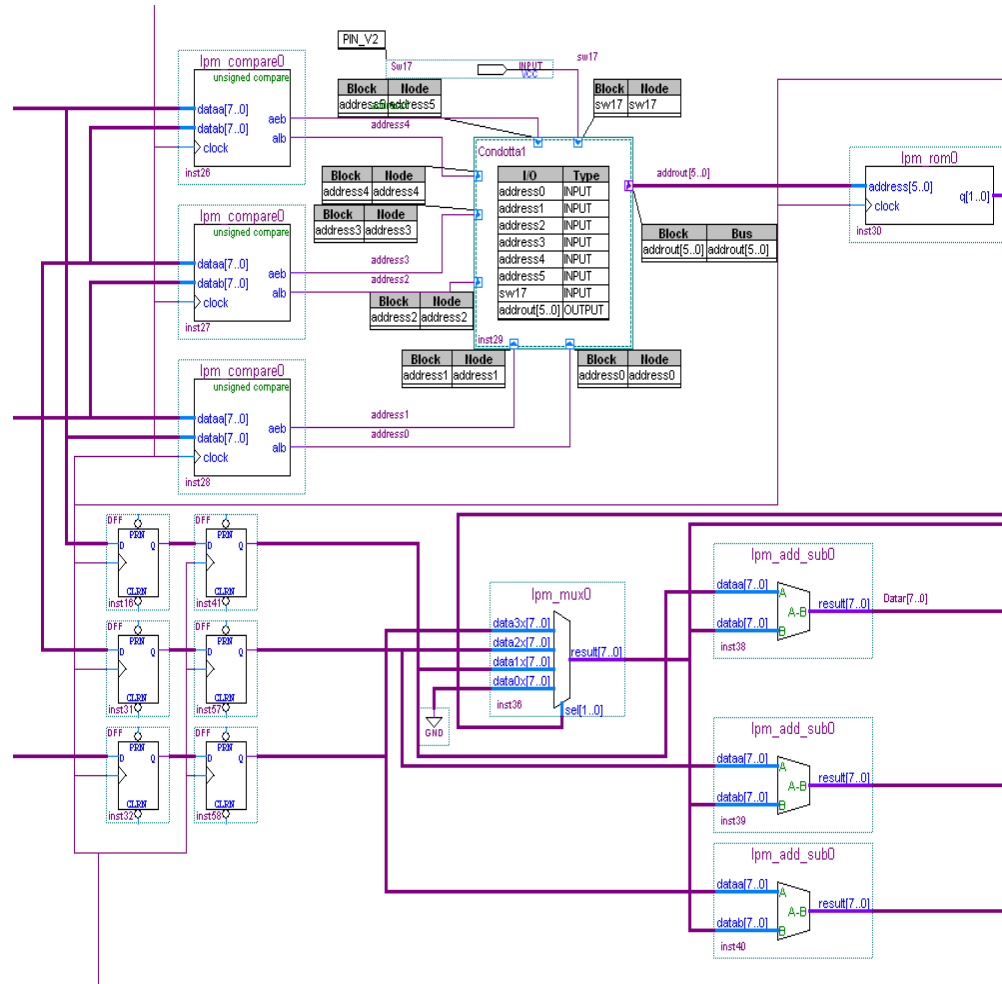 PIN_V2
Sw17
INPUT
VCC
sw17
lpm_compare0
unsigned compare
dataa[7..0]
datab[7..0]
clock
aeb
alb
inst26
Block Node
address5 address5
address4
Block Node
sw17 sw17
Condotta1
I/O Type
address0 INPUT
address1 INPUT
address2 INPUT
address3 INPUT
address4 INPUT
address5 INPUT
sw17 INPUT
addrout[5..0] OUTPUT
inst29
Block Node
address4 address4
Block Node
address3 address3
addrout[5..0]
Block Bus
addrout[5..0] addrout[5..0]
lpm_rom0
address[5..0]
clock
q[1..0]
inst30
lpm_compare0
unsigned compare
dataa[7..0]
datab[7..0]
clock
aeb
alb
inst27
address3
address2
Block Node
address2 address2
Block Node
address1 address1
Block Node
address0 address0
lpm_compare0
unsigned compare
dataa[7..0]
datab[7..0]
clock
aeb
alb
inst28
address1
address0
DFF
PRN
D Q
CLRN
inst16
DFF
PRN
D Q
CLRN
inst41
DFF
PRN
D Q
CLRN
inst31
DFF
PRN
D Q
CLRN
inst57
DFF
PRN
D Q
CLRN
inst32
DFF
PRN
D Q
CLRN
inst58
lpm_mux0
data3x[7..0]
data2x[7..0]
data1x[7..0]
data0x[7..0]
result[7..0]
sel[1..0]
inst36
GND
lpm_add_sub0
dataa[7..0]
A
A-B
datab[7..0]
B
result[7..0]
inst38
Datar[7..0]
lpm_add_sub0
dataa[7..0]
A
A-B
datab[7..0]
B
result[7..0]
inst39
lpm_add_sub0
dataa[7..0]
A
A-B
datab[7..0]
B
result[7..0]
inst40